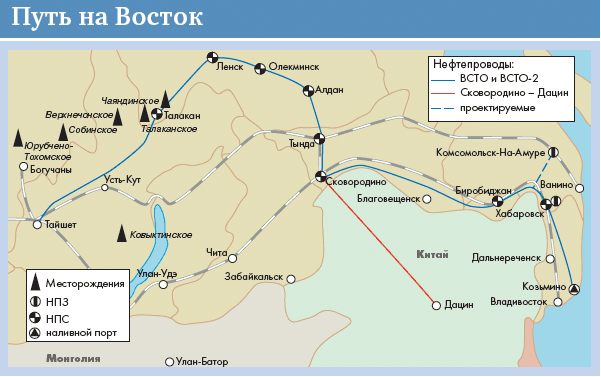 Путь на Восток
Нефтепроводы:
ВСТО и ВСТО-2
Сковородино – Дацин
проектируемые
Ленск
Олекминск
Алдан
Чаяндинское
Верхнечанское
Талакан
Собинское
Талаканское
Юрубчено-
Тохомское
Богучаны
Тында
Комсомольск-На-Амуре
Усть-Кут
Сковородино
Биробиджан
Ванино
Благовещенск
Хабаровск
Тайшет
Ковыктинское
Чита
Китай
Дальнереченск
Улан-Удэ
Забайкальск
Козьмино
Месторождения
НПЗ
НПС
наливной порт
Дацин
Владивосток
Монголия
Улан-Батор